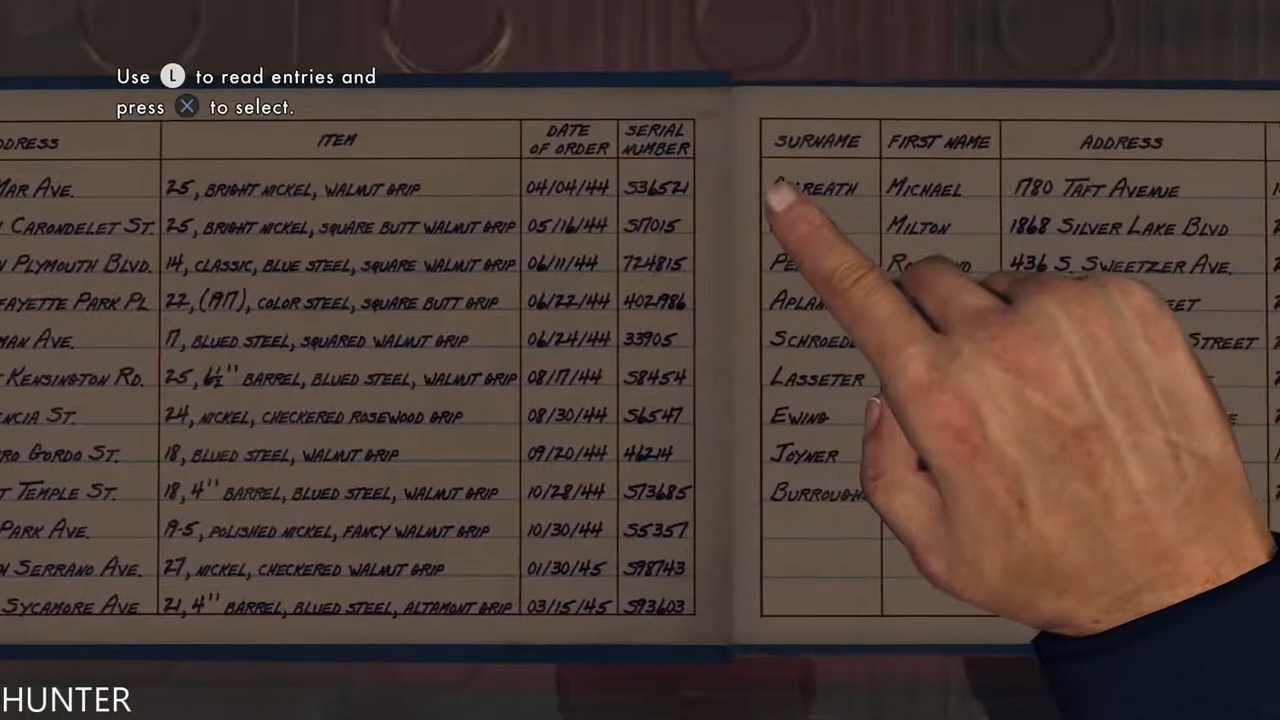 Use L to read entries and
press X to select.
DDRESS ITEM DATE OF ORDER SERIAL NUMBER
MAR AVE. 25, BRIGHT NICKEL, WALNUT GRIP 04/04/44 S36521
CARONDELET ST. 25, BRIGHT NICKEL, SQUARE BUTT WALNUT GRIP 05/16/44 S17015
PLYMOUTH BLVD. 14, CLASSIC, BLUE STEEL, SQUARE WALNUT GRIP 06/11/44 724815
FAYETTE PARK PL 22, (1917), COLOR STEEL, SQUARE BUTT GRIP 06/22/44 402986
MAN AVE. 17, BLUED STEEL, SQUARED WALNUT GRIP 06/24/44 33905
KENSINGTON RD. 25, 6½" BARREL, BLUED STEEL, WALNUT GRIP 08/17/44 S8454
ENCIA ST. 24, NICKEL, CHECKERED ROSEWOOD GRIP 08/30/44 S6547
RO GORDO ST. 18, BLUED STEEL, WALNUT GRIP 09/20/44 46214
T TEMPLE ST. 18, 4" BARREL, BLUED STEEL, WALNUT GRIP 10/28/44 S73685
PARK AVE. 19-5, POLISHED NICKEL, FANCY WALNUT GRIP 10/30/44 S5357
H SERRANO AVE. 27, NICKEL, CHECKERED WALNUT GRIP 01/30/45 S98743
SYCAMORE AVE 21, 4" BARREL, BLUED STEEL, ALTAMONT GRIP 03/15/45 S93603
SURNAME FIRST NAME ADDRESS
REATH MICHAEL 1780 TAFT AVENUE
MILTON 1868 SILVER LAKE BLVD
436 S. SWEETZER AVE.
APLAN
SCHROED STREET
LASSETER
EWING
JOYNER
BURROUGH
HUNTER